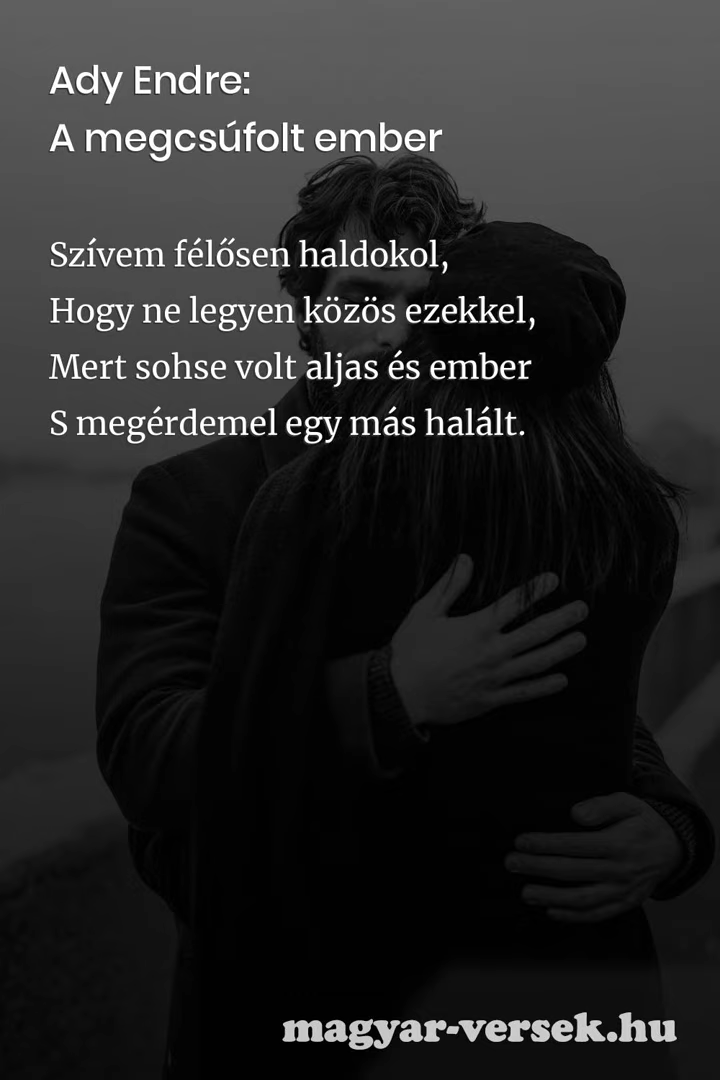 Ady Endre:
A megcsúfolt ember
Szívem félősen haldokol,
Hogy ne legyen közös ezekkel,
Mert sohse volt aljas és ember
S megérdemel egy más halált.
magyar-versek.hu